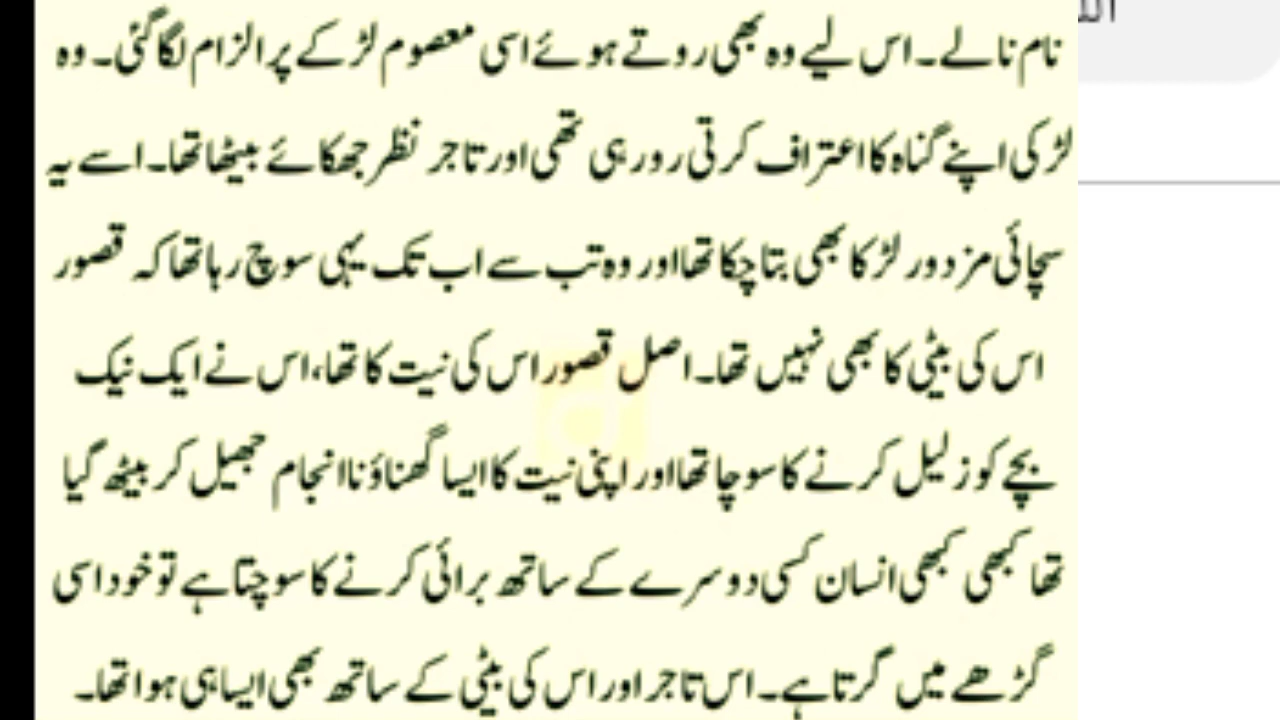 نام نالے۔ اس لیے وہ بھی روتے ہوئے اسی معصوم لڑکے پر الزام لگا گئی۔ وہ
لڑکی اپنے گناہ کا اعتراف کرتی رو رہی تھی اور تاجر نظر جھکائے بیٹھا تھا۔ اسے یہ
سچائی مزدور لڑکا بھی بتا چکا تھا اور وہ تب سے اب تک یہی سوچ رہا تھا کہ قصور
اس کی بیٹی کا بھی نہیں تھا۔ اصل قصور اس کی نیت کا تھا، اس نے ایک نیک
بچے کو زلیل کرنے کا سوچا تھا اور اپنی نیت کا ایسا گھناؤنا انجام جھیل کر بیٹھ گیا
تھا کبھی کبھی انسان کسی دوسرے کے ساتھ برائی کرنے کا سوچتا ہے تو خود اسی
گڑھے میں گرتا ہے۔ اس تاجر اور اس کی بیٹی کے ساتھ بھی ایسا ہی ہوا تھا۔